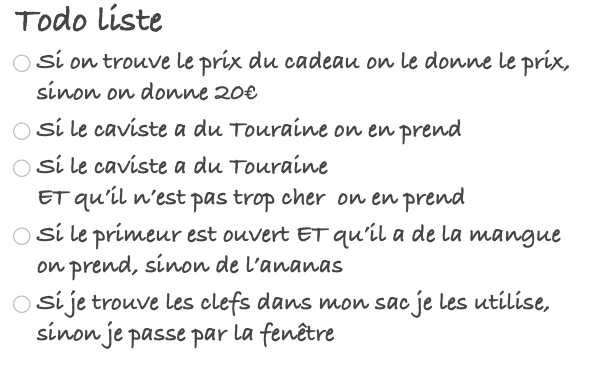 Todo liste
Si on trouve le prix du cadeau on le donne le prix,
sinon on donne 20€
Si le caviste a du Touraine on en prend
Si le caviste a du Touraine
ET qu'il n'est pas trop cher on en prend
Si le primeur est ouvert ET qu'il a de la mangue
on prend, sinon de l'ananas
Si je trouve les clefs dans mon sac je les utilise,
sinon je passe par la fenêtre